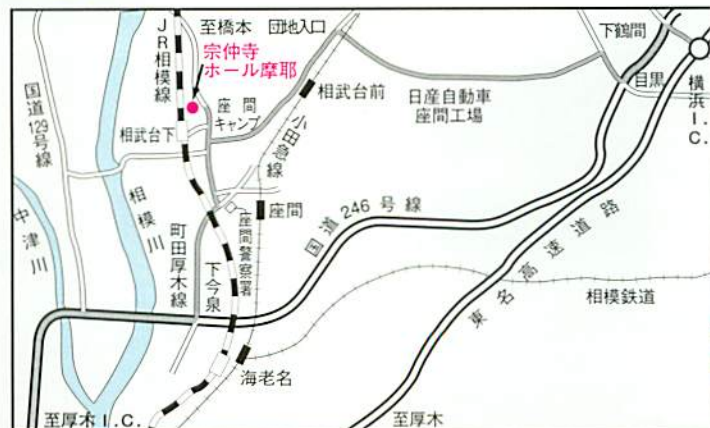 JR相模線
至橋本
団地入口
下鶴間
宗仲寺
ホール摩耶
国道129号線
座間
キャンプ
相武台前
日産自動車
座間工場
目黒
横浜I.C.
相武台下
小田急線
中津川
相模川
座間
国道246号線
町田厚木線
座間警察署
下今泉
東名高速道路
相模鉄道
海老名
至厚木I.C.
至厚木